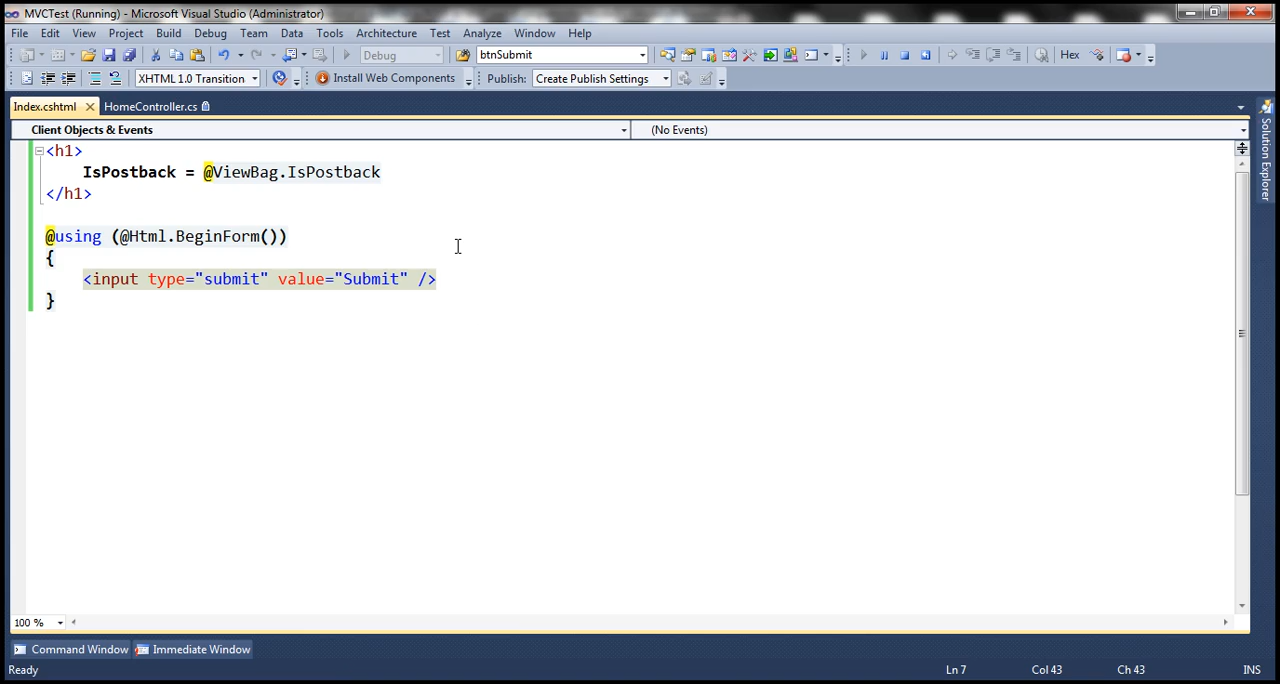 MVCTest (Running) - Microsoft Visual Studio (Administrator)
File Edit View Project Build Debug Team Data Tools Architecture Test Analyze Window Help
Debug btnSubmit Hex
XHTML 1.0 Transition Install Web Components Publish: Create Publish Settings
Index.cshtml HomeController.cs
Client Objects & Events (No Events)
Solution Explorer
<h1>
IsPostback = @ViewBag.IsPostback
</h1>
@using (@Html.BeginForm())
{
<input type="submit" value="Submit" />
}
100 %
Command Window Immediate Window
Ready Ln 7 Col 43 Ch 43 INS